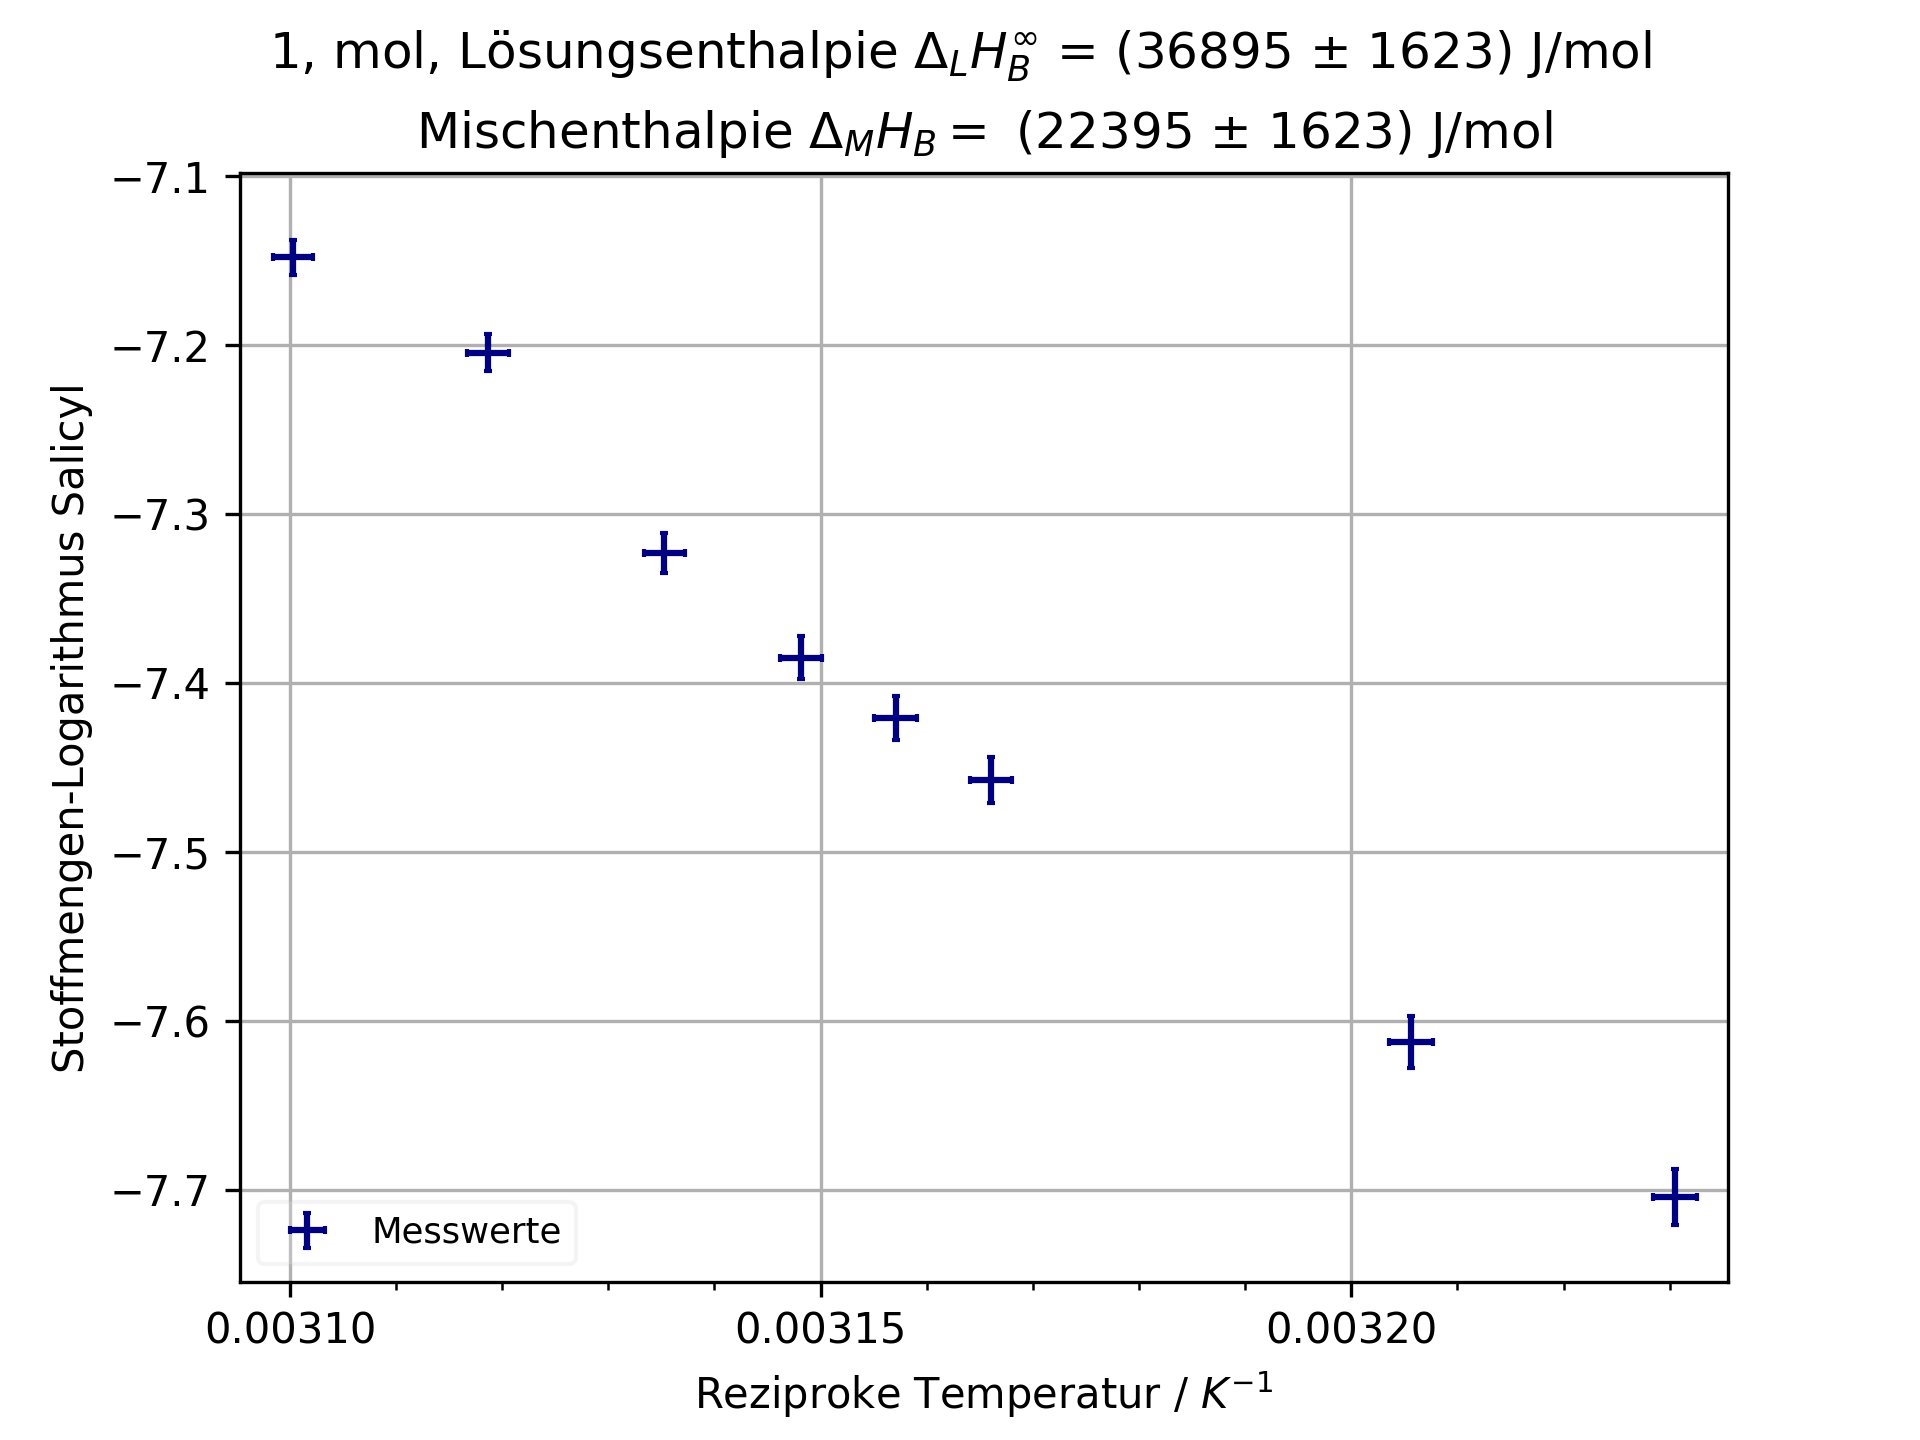 1, mol, Lösungsenthalpie Δ_L H_B^∞ = (36895 ± 1623) J/mol
Mischenthalpie Δ_M H_B = (22395 ± 1623) J/mol
Stoffmengen-Logarithmus Salicyl
−7.1
−7.2
−7.3
−7.4
−7.5
−7.6
−7.7
Messwerte
0.00310 0.00315 0.00320
Reziproke Temperatur / K⁻¹